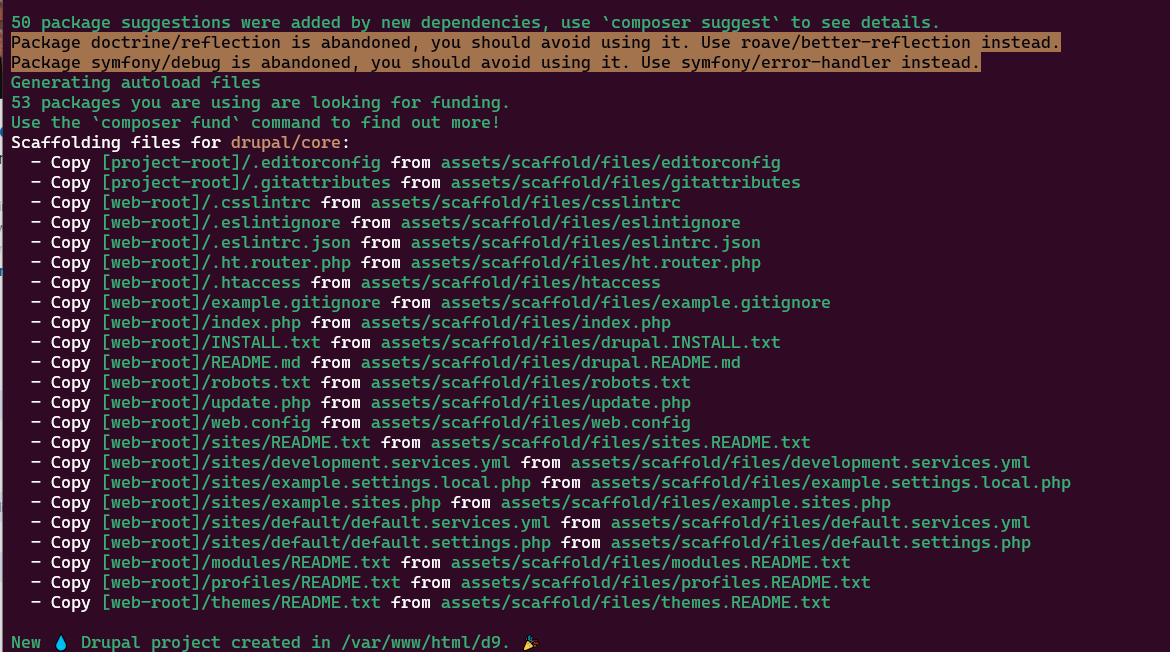 50 package suggestions were added by new dependencies, use `composer suggest` to see details.
Package doctrine/reflection is abandoned, you should avoid using it. Use roave/better-reflection instead.
Package symfony/debug is abandoned, you should avoid using it. Use symfony/error-handler instead.
Generating autoload files
53 packages you are using are looking for funding.
Use the `composer fund` command to find out more!
Scaffolding files for drupal/core:
  - Copy [project-root]/.editorconfig from assets/scaffold/files/editorconfig
  - Copy [project-root]/.gitattributes from assets/scaffold/files/gitattributes
  - Copy [web-root]/.csslintrc from assets/scaffold/files/csslintrc
  - Copy [web-root]/.eslintignore from assets/scaffold/files/eslintignore
  - Copy [web-root]/.eslintrc.json from assets/scaffold/files/eslintrc.json
  - Copy [web-root]/.ht.router.php from assets/scaffold/files/ht.router.php
  - Copy [web-root]/.htaccess from assets/scaffold/files/htaccess
  - Copy [web-root]/example.gitignore from assets/scaffold/files/example.gitignore
  - Copy [web-root]/index.php from assets/scaffold/files/index.php
  - Copy [web-root]/INSTALL.txt from assets/scaffold/files/drupal.INSTALL.txt
  - Copy [web-root]/README.md from assets/scaffold/files/drupal.README.md
  - Copy [web-root]/robots.txt from assets/scaffold/files/robots.txt
  - Copy [web-root]/update.php from assets/scaffold/files/update.php
  - Copy [web-root]/web.config from assets/scaffold/files/web.config
  - Copy [web-root]/sites/README.txt from assets/scaffold/files/sites.README.txt
  - Copy [web-root]/sites/development.services.yml from assets/scaffold/files/development.services.yml
  - Copy [web-root]/sites/example.settings.local.php from assets/scaffold/files/example.settings.local.php
  - Copy [web-root]/sites/example.sites.php from assets/scaffold/files/example.sites.php
  - Copy [web-root]/sites/default/default.services.yml from assets/scaffold/files/default.services.yml
  - Copy [web-root]/sites/default/default.settings.php from assets/scaffold/files/default.settings.php
  - Copy [web-root]/modules/README.txt from assets/scaffold/files/modules.README.txt
  - Copy [web-root]/profiles/README.txt from assets/scaffold/files/profiles.README.txt
  - Copy [web-root]/themes/README.txt from assets/scaffold/files/themes.README.txt
New 💧 Drupal project created in /var/www/html/d9. 🎉